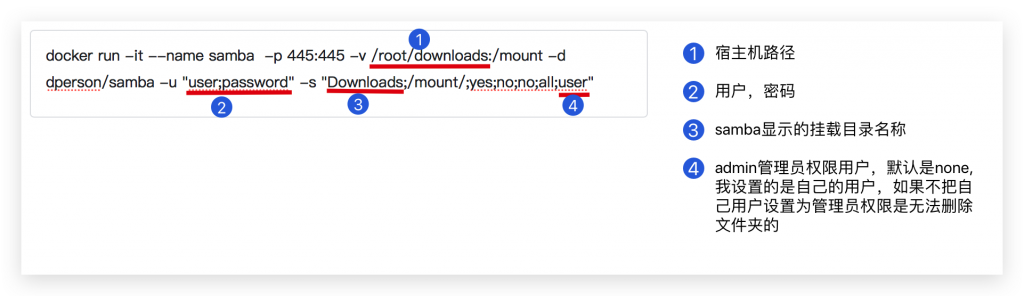 docker run –it ––name samba –p 445:445 –v /root/downloads:/mount –d
dperson/samba –u "user;password" –s "Downloads;/mount/;yes;no;no;all;user"
1
2
3
4
1 宿主机路径
2 用户，密码
3 samba显示的挂载目录名称
4 admin管理员权限用户，默认是none,
我设置的是自己的用户，如果不把自
己用户设置为管理员权限是无法删除
文件夹的